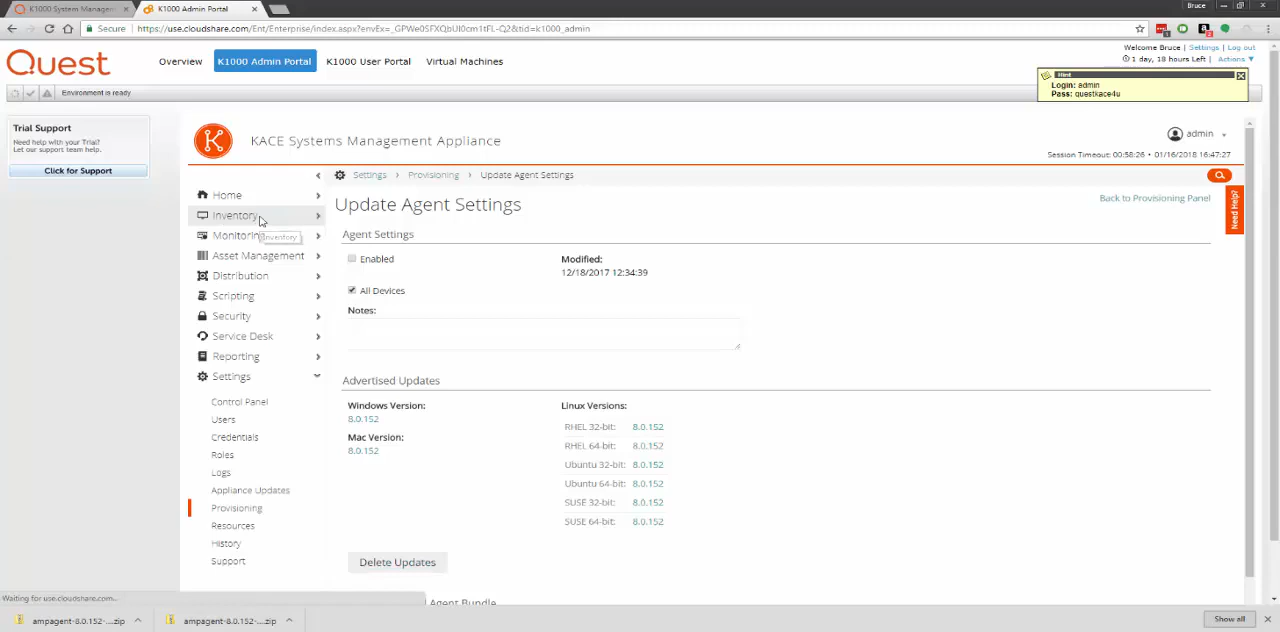 K1000 System Manageme
K1000 Admin Portal
Bruce
Secure
https://use.cloudshare.com/Ent/Enterprise/index.aspx?envEx=_GPWe0SFXQbUI0cm1tFL-Q2&tid=k1000_admin
Quest
Overview
K1000 Admin Portal
K1000 User Portal
Virtual Machines
Welcome Bruce | Settings | Log out
1 day, 18 hours Left | Actions
Hint
Login: admin
Pass: questkace4u
Environment is ready
Trial Support
Need help with your Trial?
Let our support team help.
Click for Support
KACE Systems Management Appliance
admin
Session Timeout: 00:58:26 • 01/16/2018 16:47:27
Settings > Provisioning > Update Agent Settings
Update Agent Settings
Back to Provisioning Panel
Need Help?
Home
Inventory
Monitoring
Inventory
Asset Management
Distribution
Scripting
Security
Service Desk
Reporting
Settings
Control Panel
Users
Credentials
Roles
Logs
Appliance Updates
Provisioning
Resources
History
Support
Agent Settings
Enabled
Modified:
12/18/2017 12:34:39
All Devices
Notes:
Advertised Updates
Windows Version:
8.0.152
Mac Version:
8.0.152
Linux Versions:
RHEL 32-bit: 8.0.152
RHEL 64-bit: 8.0.152
Ubuntu 32-bit: 8.0.152
Ubuntu 64-bit: 8.0.152
SUSE 32-bit: 8.0.152
SUSE 64-bit: 8.0.152
Delete Updates
Agent Bundle
Waiting for use.cloudshare.com...
ampagent-8.0.152-....zip
ampagent-8.0.152-....zip
Show all